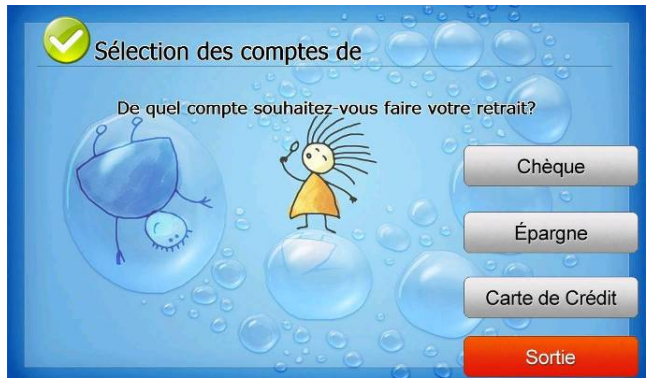 Sélection des comptes de
De quel compte souhaitez-vous faire votre retrait?
Chèque
Épargne
Carte de Crédit
Sortie